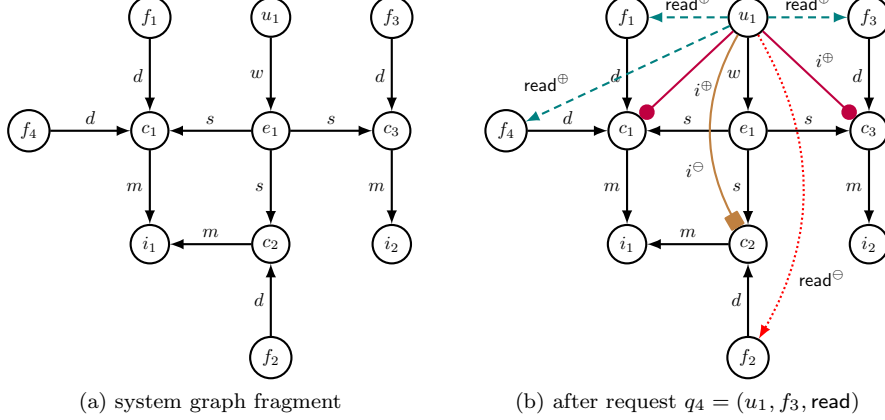 f₁ u₁ f₃
d w d
f₄ d c₁ s e₁ s c₃
m s m
i₁ m c₂ i₂
d
f₂
(a) system graph fragment
f₁ read⊕ u₁ read⊕ f₃
read⊕ d i⊕ w i⊕ d
f₄ d c₁ s e₁ s c₃
m i⊖ s m
i₁ m c₂ i₂
d read⊖
f₂
(b) after request q₄ = (u₁, f₃, read)